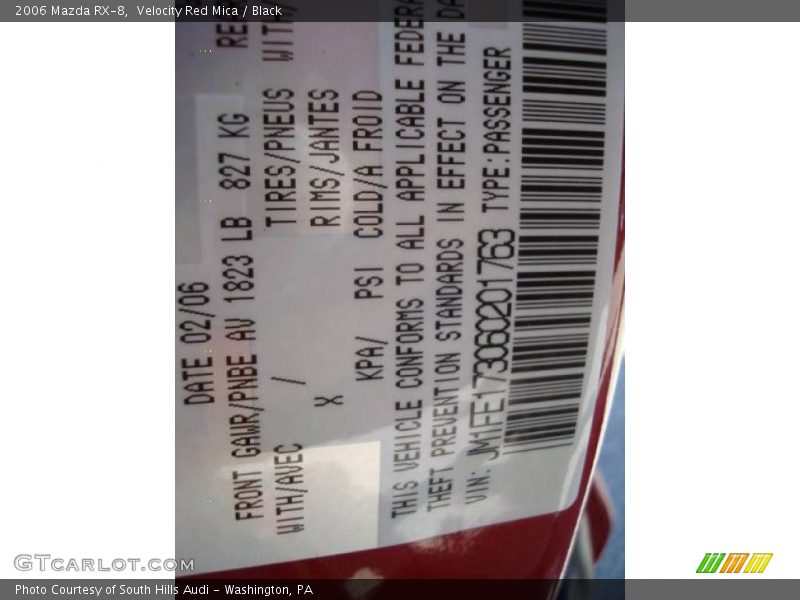 2006 Mazda RX-8, Velocity Red Mica / Black
DATE 02/06
FRONT GAWR/PNBE AV 1823 LB 827 KG
WITH/AVEC / TIRES/PNEUS WITH/
X RIMS/JANTES
KPA/ PSI COLD/A FROID
THIS VEHICLE CONFORMS TO ALL APPLICABLE
THEFT PREVENTION STANDARDS IN EFFECT ON THE
VIN: JM1FE173060201763 TYPE:PASSENGER
GTcarlot.com
Photo Courtesy of South Hills Audi - Washington, PA